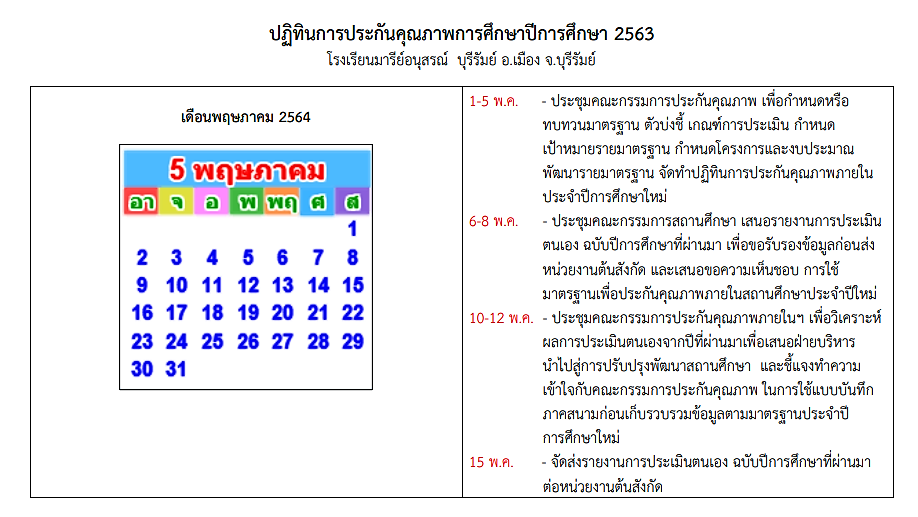 ปฏิทินการประกันคุณภาพการศึกษาปีการศึกษา 2563
โรงเรียนมารีย์อนุสรณ์ บุรีรัมย์ อ.เมือง จ.บุรีรัมย์
เดือนพฤษภาคม 2564
5 พฤษภาคม
อา จ อ พ พฤ ศ ส
1
2 3 4 5 6 7 8
9 10 11 12 13 14 15
16 17 18 19 20 21 22
23 24 25 26 27 28 29
30 31
1-5 พ.ค. - ประชุมคณะกรรมการประกันคุณภาพ เพื่อกำหนดหรือ
ทบทวนมาตรฐาน ตัวบ่งชี้ เกณฑ์การประเมิน กำหนด
เป้าหมายรายมาตรฐาน กำหนดโครงการและงบประมาณ
พัฒนารายมาตรฐาน จัดทำปฏิทินการประกันคุณภาพภายใน
ประจำปีการศึกษาใหม่
6-8 พ.ค. - ประชุมคณะกรรมการสถานศึกษา เสนอรายงานการประเมิน
ตนเอง ฉบับปีการศึกษาที่ผ่านมา เพื่อขอรับรองข้อมูลก่อนส่ง
หน่วยงานต้นสังกัด และเสนอขอความเห็นชอบ การใช้
มาตรฐานเพื่อประกันคุณภาพภายในสถานศึกษาประจำปีใหม่
10-12 พ.ค. - ประชุมคณะกรรมการประกันคุณภาพภายในฯ เพื่อวิเคราะห์
ผลการประเมินตนเองจากปีที่ผ่านมาเพื่อเสนอฝ่ายบริหาร
นำไปสู่การปรับปรุงพัฒนาสถานศึกษา และชี้แจงทำความ
เข้าใจกับคณะกรรมการประกันคุณภาพ ในการใช้แบบบันทึก
ภาคสนามก่อนเก็บรวบรวมข้อมูลตามมาตรฐานประจำปี
การศึกษาใหม่
15 พ.ค. - จัดส่งรายงานการประเมินตนเอง ฉบับปีการศึกษาที่ผ่านมา
ต่อหน่วยงานต้นสังกัด